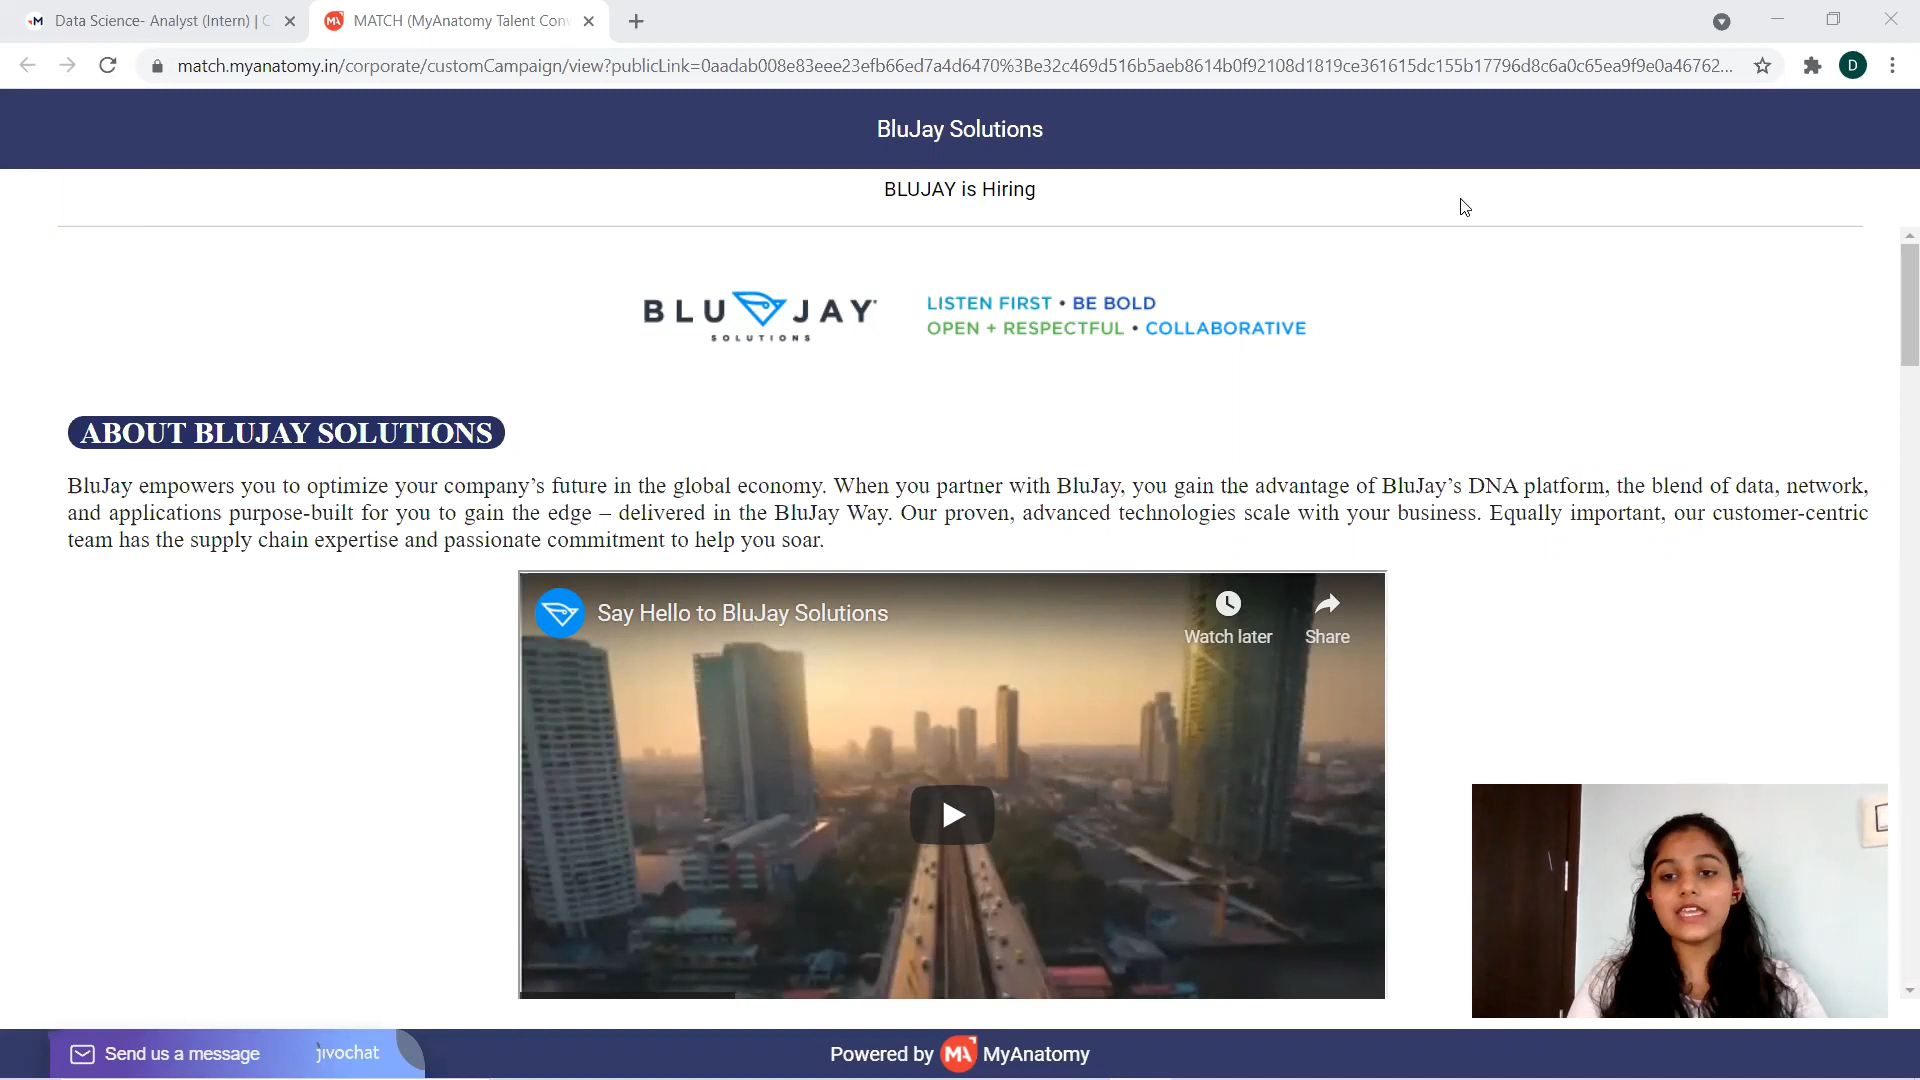 Data Science- Analyst (Intern) | C
MATCH (MyAnatomy Talent Conv
match.myanatomy.in/corporate/customCampaign/view?publicLink=0aadab008e83eee23efb66ed7a4d6470%3Be32c469d516b5aeb8614b0f92108d1819ce361615dc155b17796d8c6a0c65ea9f9e0a46762...
D
BluJay Solutions
BLUJAY is Hiring
BLU JAY
SOLUTIONS
LISTEN FIRST • BE BOLD
OPEN + RESPECTFUL • COLLABORATIVE
ABOUT BLUJAY SOLUTIONS
BluJay empowers you to optimize your company’s future in the global economy. When you partner with BluJay, you gain the advantage of BluJay’s DNA platform, the blend of data, network,
and applications purpose-built for you to gain the edge – delivered in the BluJay Way. Our proven, advanced technologies scale with your business. Equally important, our customer-centric
team has the supply chain expertise and passionate commitment to help you soar.
Say Hello to BluJay Solutions
Watch later
Share
Send us a message
jivochat
Powered by MA MyAnatomy